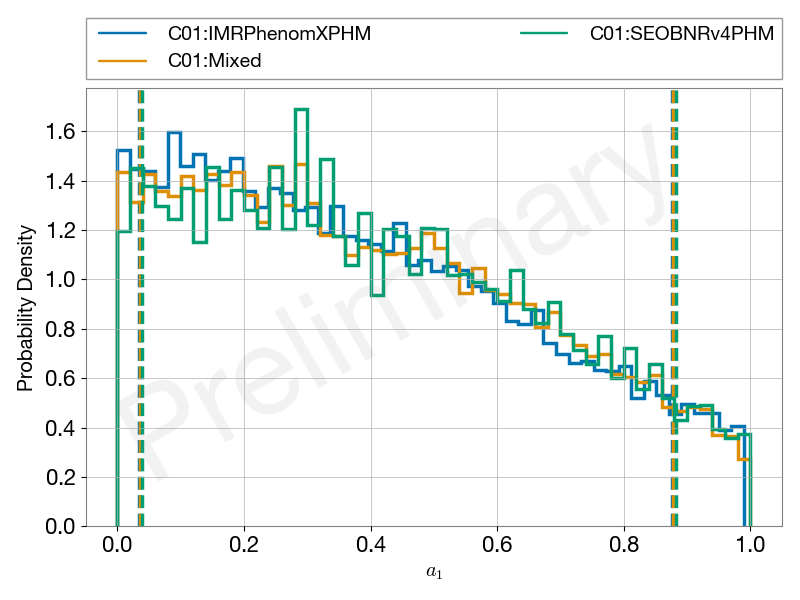 C01:IMRPhenomXPHM
C01:Mixed
C01:SEOBNRv4PHM
Preliminary
Probability Density
1.6
1.4
1.2
1.0
0.8
0.6
0.4
0.2
0.0
0.0 0.2 0.4 0.6 0.8 1.0
a₁